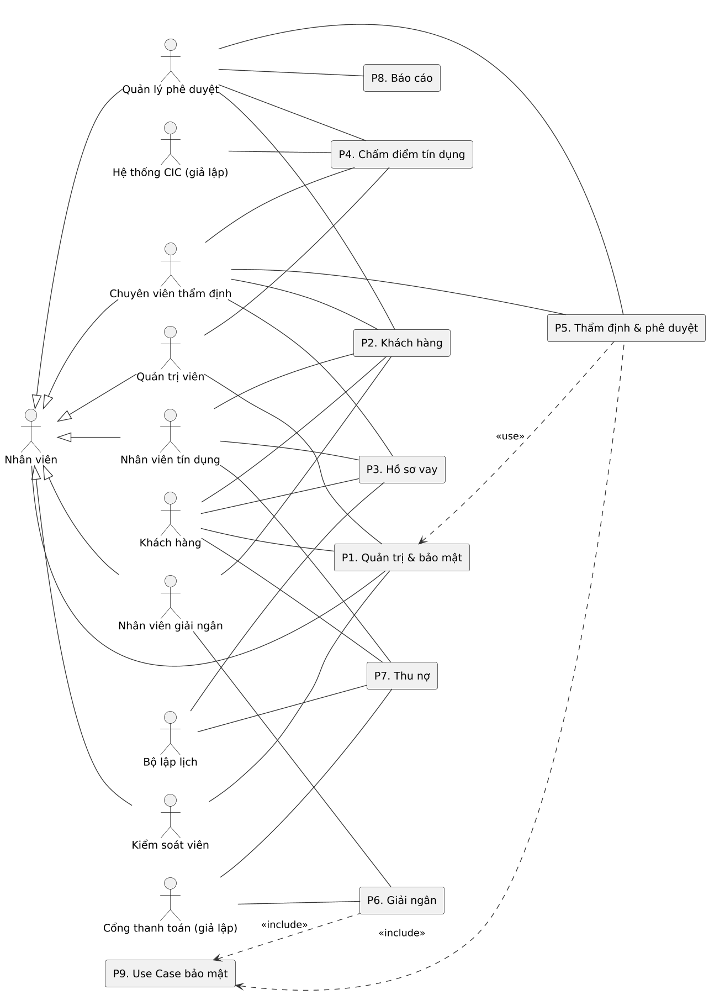 Quản lý phê duyệt
P8. Báo cáo
Hệ thống CIC (giả lập)
P4. Chấm điểm tín dụng
Chuyên viên thẩm định
P5. Thẩm định & phê duyệt
P2. Khách hàng
Quản trị viên
«use»
Nhân viên
Nhân viên tín dụng
P3. Hồ sơ vay
Khách hàng
P1. Quản trị & bảo mật
Nhân viên giải ngân
P7. Thu nợ
Bộ lập lịch
Kiểm soát viên
P6. Giải ngân
Cổng thanh toán (giả lập)
«include»
«include»
P9. Use Case bảo mật